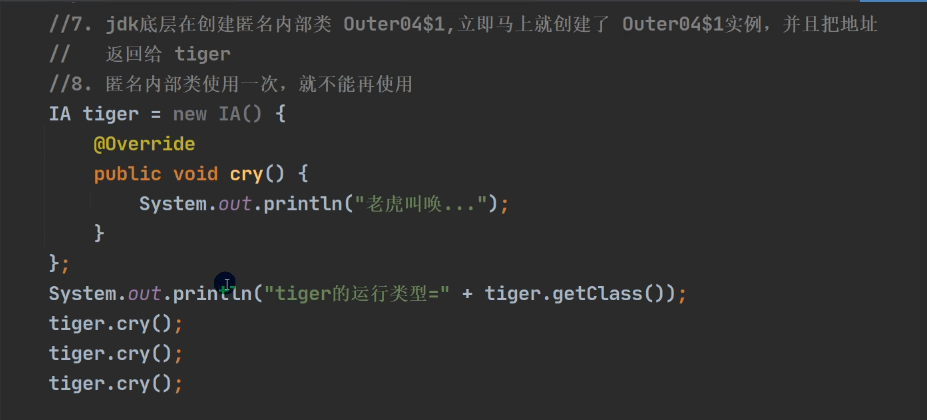 //7. jdk底层在创建匿名内部类 Outer04$1,立即马上就创建了 Outer04$1实例，并且把地址
//   返回给 tiger
//8. 匿名内部类使用一次，就不能再使用
IA tiger = new IA() {
    @Override
    public void cry() {
        System.out.println("老虎叫唤...");
    }
};
System.out.println("tiger的运行类型=" + tiger.getClass());
tiger.cry();
tiger.cry();
tiger.cry();